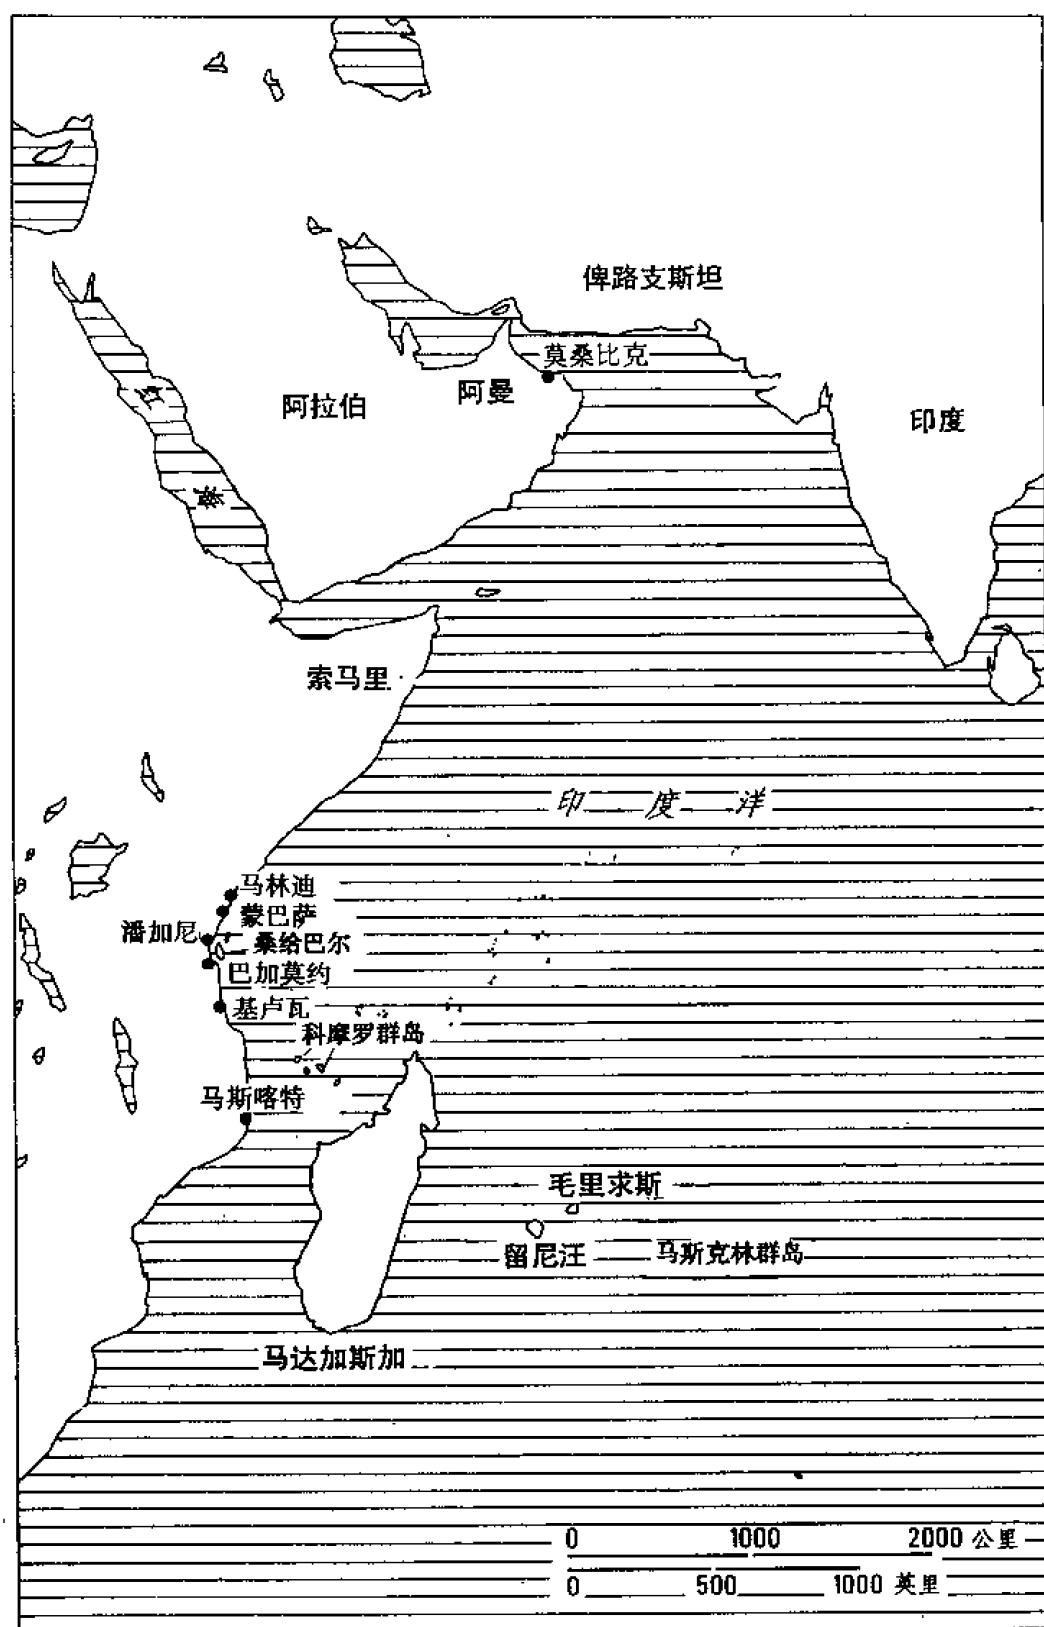 俾路支斯坦
莫桑比克
阿曼
阿拉伯
印度
红
海
索马里
印度洋
马林迪
蒙巴萨
潘加尼
桑给巴尔
巴加莫约
基卢瓦
科摩罗群岛
马斯喀特
毛里求斯
留尼汪
马斯克林群岛
马达加斯加
0 1000 2000 公里
0 500 1000 英里